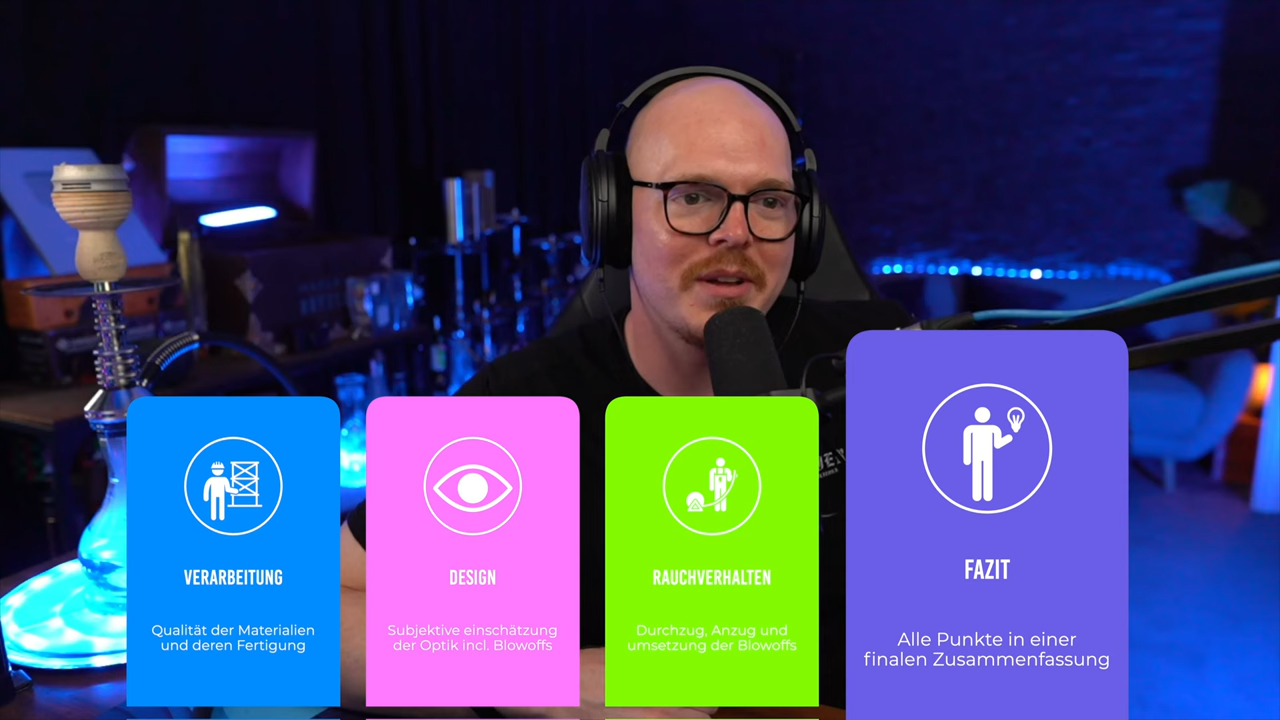 VERARBEITUNG
Qualität der Materialien
und deren Fertigung
DESIGN
Subjektive einschätzung
der Optik incl. Blowoffs
RAUCHVERHALTEN
Durchzug, Anzug und
umsetzung der Blowoffs
FAZIT
Alle Punkte in einer
finalen Zusammenfassung